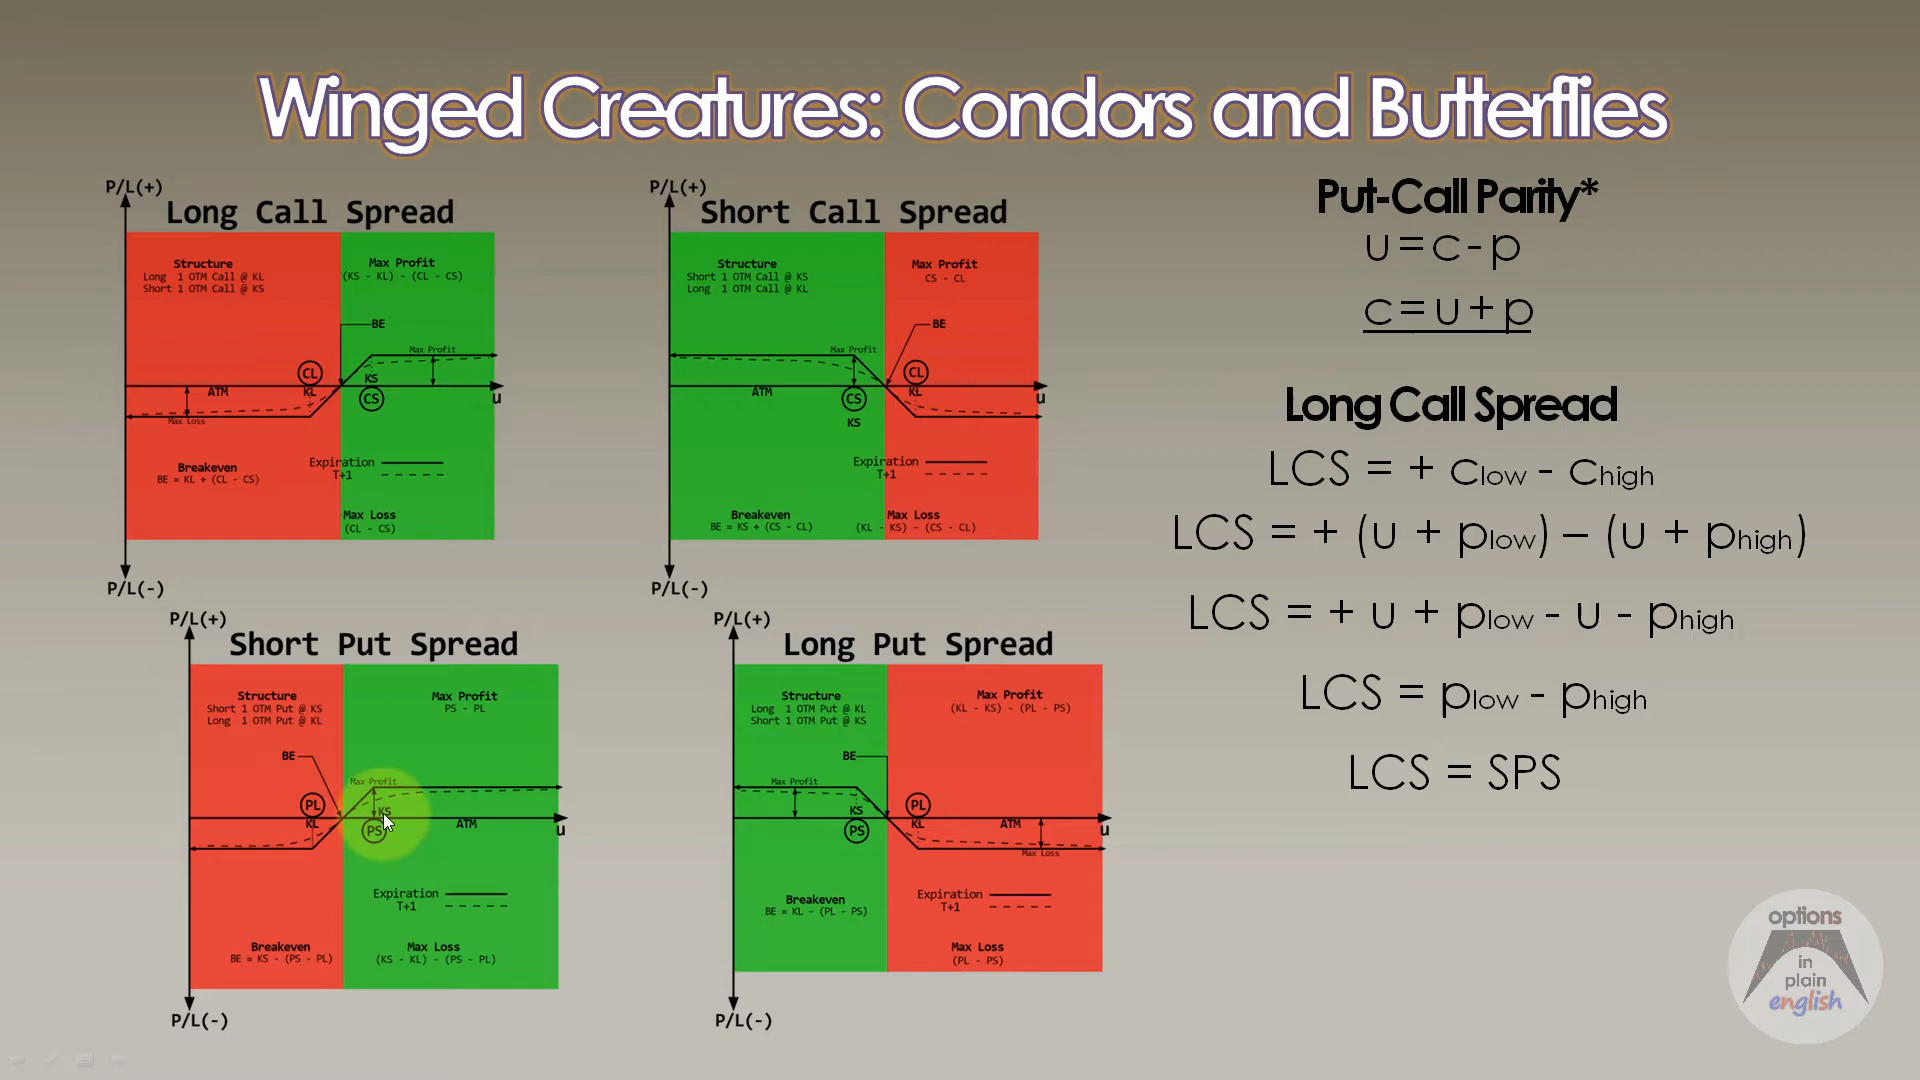 Winged Creatures: Condors and Butterflies
P/L(+)
Long Call Spread
Structure
Long 1 OTM Call @ KL
Short 1 OTM Call @ KS
Max Profit
(KS - KL) - (CL - CS)
BE
Max Profit
CL
KS
ATM
KL
CS
u
Max Loss
Breakeven
BE = KL + (CL - CS)
Expiration
T+1
Max Loss
(CL - CS)
P/L(-)
P/L(+)
Short Call Spread
Structure
Short 1 OTM Call @ KS
Long 1 OTM Call @ KL
Max Profit
CS - CL
BE
Max Profit
CL
ATM
KL
CS
u
KS
Expiration
T+1
Breakeven
BE = KS + (CS - CL)
Max Loss
(KL - KS) - (CS - CL)
P/L(-)
P/L(+)
Short Put Spread
Structure
Short 1 OTM Put @ KS
Long 1 OTM Put @ KL
Max Profit
PS - PL
BE
Max Profit
PL
KS
KL
PS
ATM
u
Expiration
T+1
Breakeven
BE = KS - (PS - PL)
Max Loss
(KS - KL) - (PS - PL)
P/L(-)
P/L(+)
Long Put Spread
Structure
Long 1 OTM Put @ KL
Short 1 OTM Put @ KS
Max Profit
(KL - KS) - (PL - PS)
BE
Max Profit
PL
KS
KL
PS
ATM
u
Max Loss
Breakeven
BE = KL - (PL - PS)
Expiration
T+1
Max Loss
(PL - PS)
P/L(-)
Put-Call Parity*
u = c - p
c = u + p
Long Call Spread
LCS = + clow - chigh
LCS = + (u + plow) – (u + phigh)
LCS = + u + plow - u - phigh
LCS = plow - phigh
LCS = SPS
options
in
plain
english